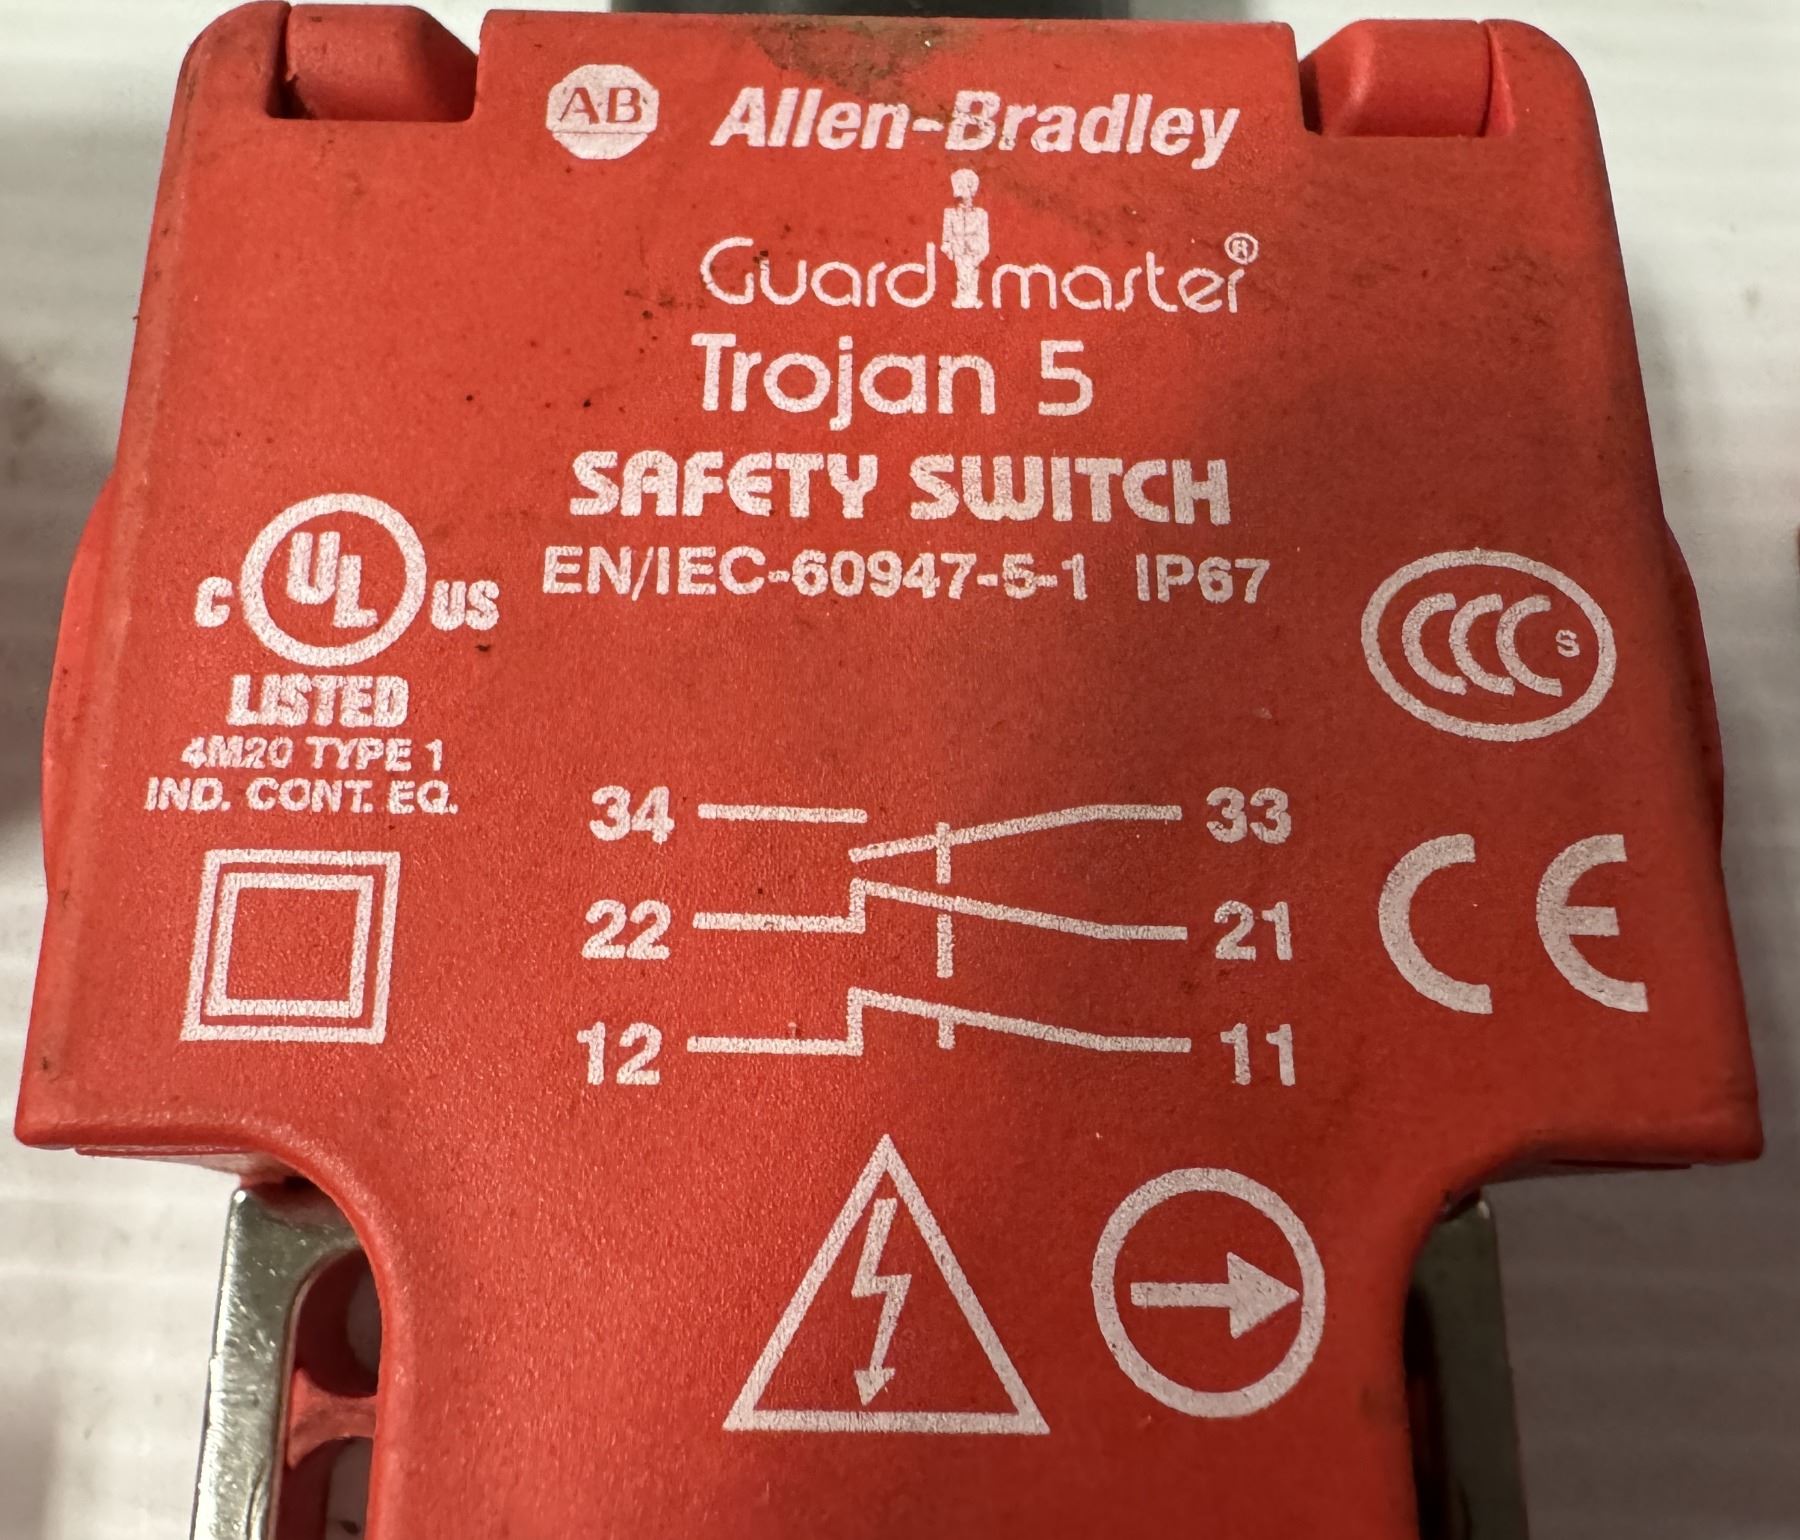 AB Allen-Bradley
Guardmaster®
Trojan 5
SAFETY SWITCH
EN/IEC-60947-5-1 IP67
C UL US
LISTED
4M20 TYPE 1
IND. CONT. EQ.
CCC S
34 33
22 21
12 11
CE